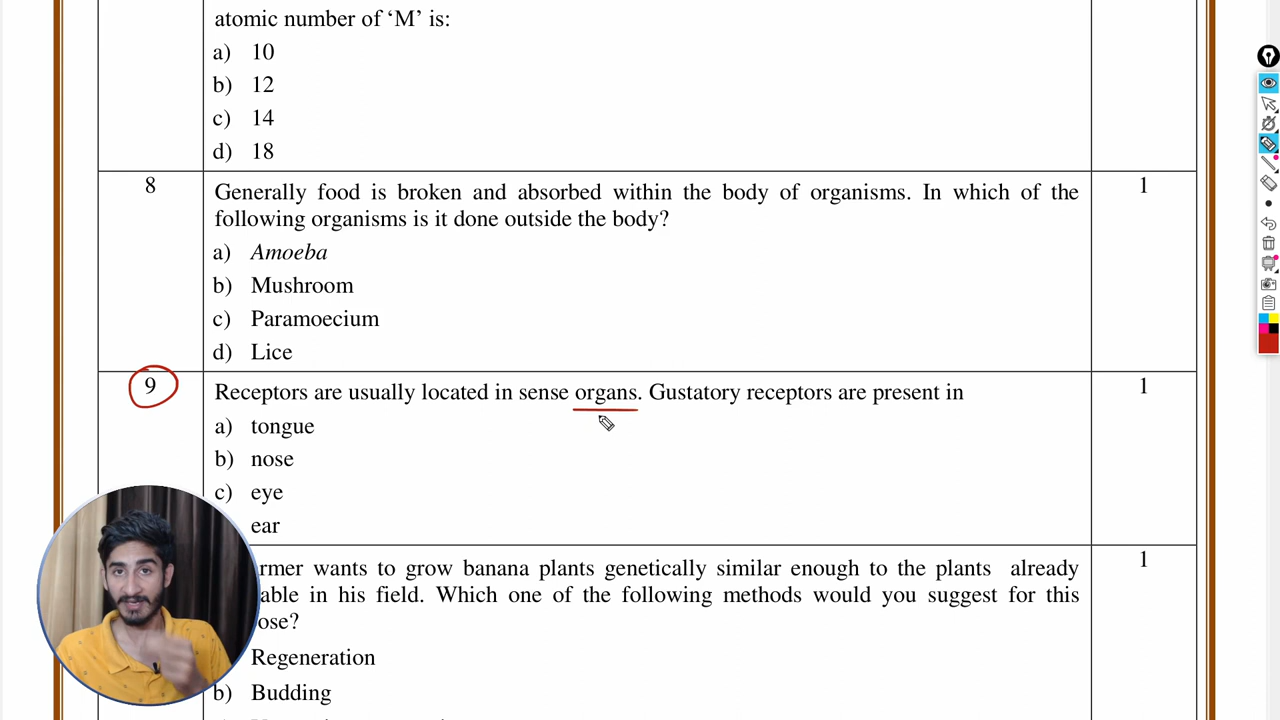 atomic number of ‘M’ is:
a) 10
b) 12
c) 14
d) 18
8
Generally food is broken and absorbed within the body of organisms. In which of the
following organisms is it done outside the body?
1
a) Amoeba
b) Mushroom
c) Paramoecium
d) Lice
9
Receptors are usually located in sense organs. Gustatory receptors are present in
1
a) tongue
b) nose
c) eye
ear
wants to grow banana plants genetically similar enough to the plants already
1
in his field. Which one of the following methods would you suggest for this
Regeneration
b) Budding